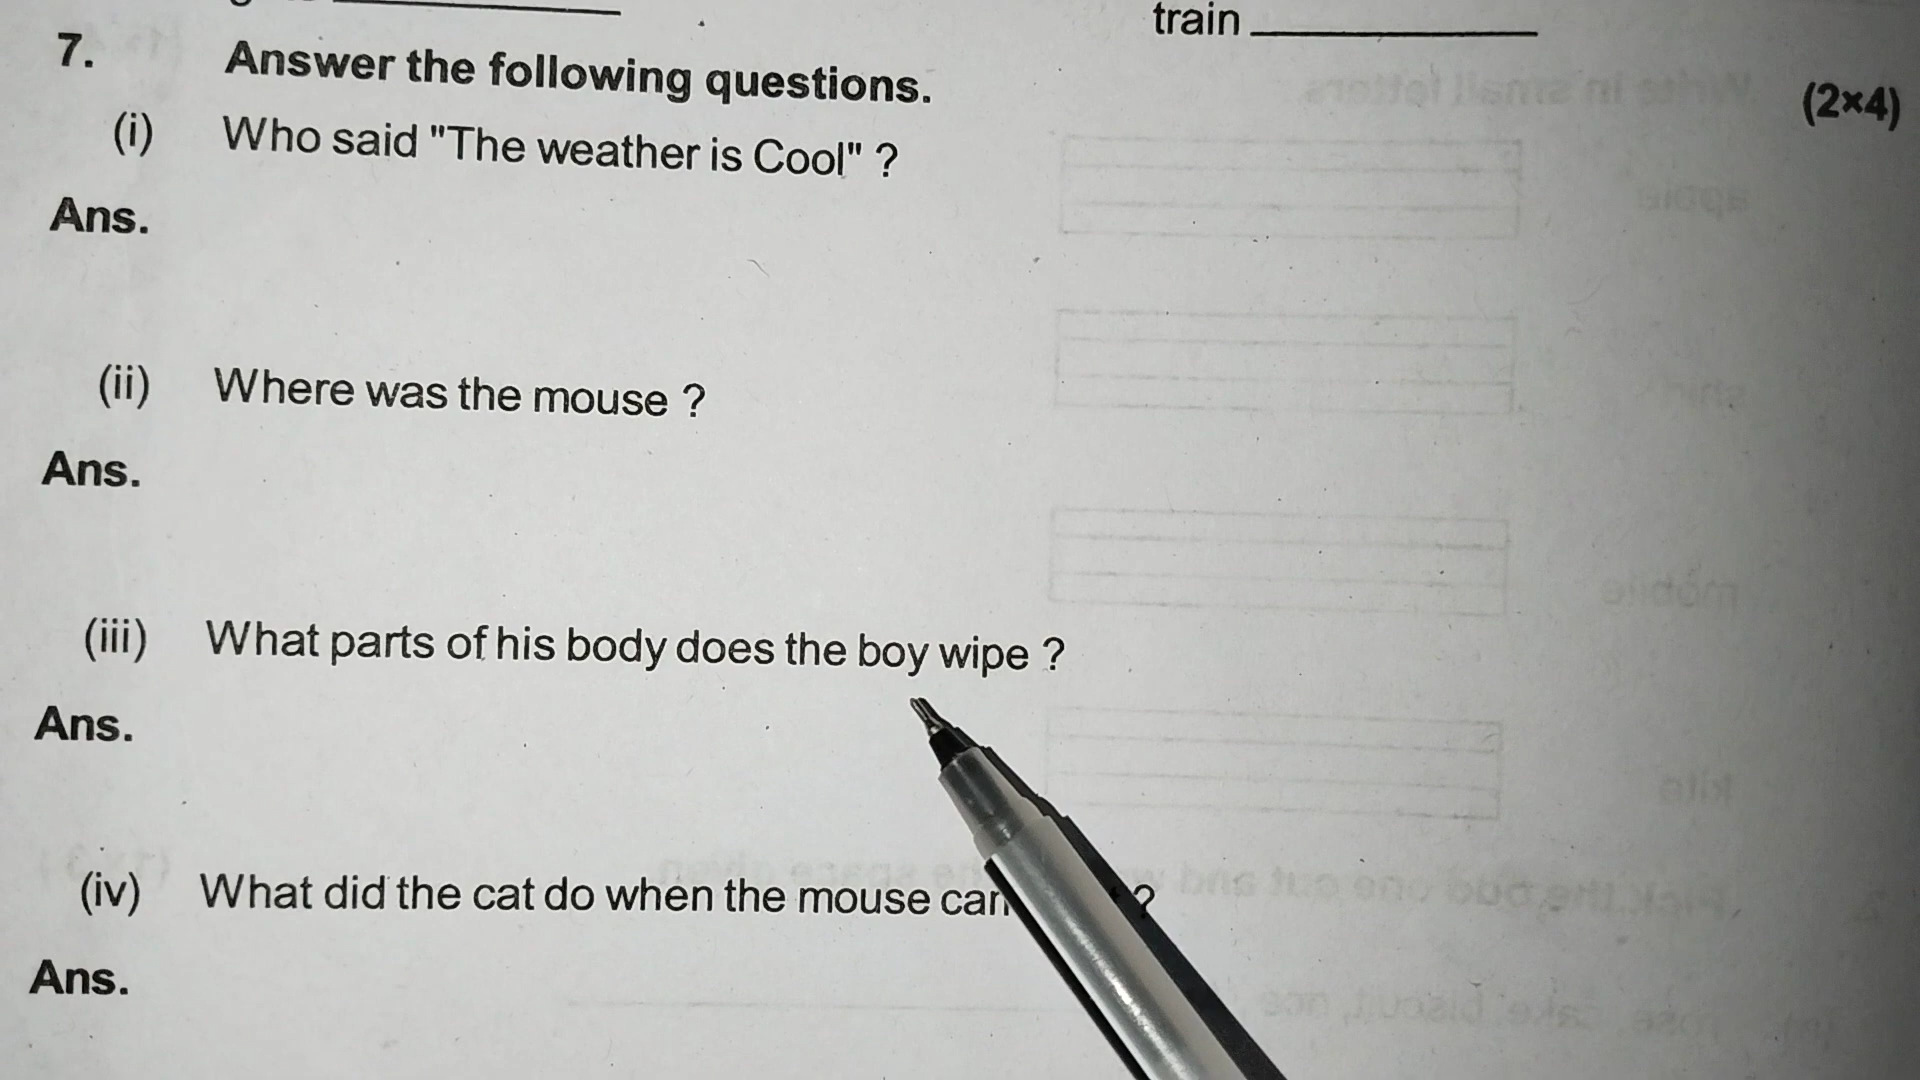 train
7. Answer the following questions. (2×4)
(i) Who said "The weather is Cool" ?
Ans.
(ii) Where was the mouse ?
Ans.
(iii) What parts of his body does the boy wipe ?
Ans.
(iv) What did the cat do when the mouse ?
Ans.